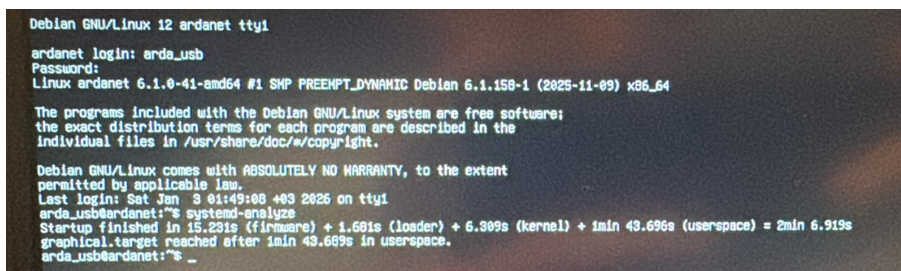 Debian GNU/Linux 12 ardanet tty1
ardanet login: arda_usb
Password:
Linux ardanet 6.1.0-41-amd64 #1 SMP PREEMPT_DYNAMIC Debian 6.1.158-1 (2025-11-09) x86_64
The programs included with the Debian GNU/Linux system are free software;
the exact distribution terms for each program are described in the
individual files in /usr/share/doc/*/copyright.
Debian GNU/Linux comes with ABSOLUTELY NO WARRANTY, to the extent
permitted by applicable law.
Last login: Sat Jan  3 01:49:08 +03 2026 on tty1
arda_usb@ardanet:~$ systemd-analyze
Startup finished in 15.231s (firmware) + 1.681s (loader) + 6.309s (kernel) + 1min 43.696s (userspace) = 2min 6.919s
graphical.target reached after 1min 43.689s in userspace.
arda_usb@ardanet:~$ _